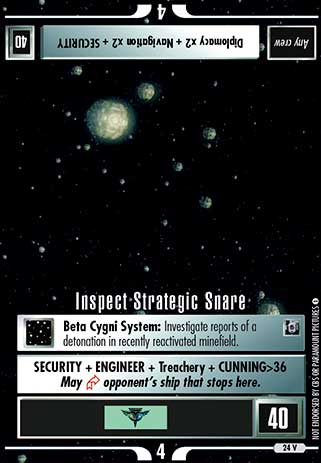 4
Any crew
Diplomacy x2 + Navigation x2 + SECURITY
40
Inspect Strategic Snare
Beta Cygni System: Investigate reports of a
detonation in recently reactivated minefield.
SECURITY + ENGINEER + Treachery + CUNNING>36
May opponent's ship that stops here.
40
4
24 V
NOT ENDORSED BY CBS OR PARAMOUNT PICTURES